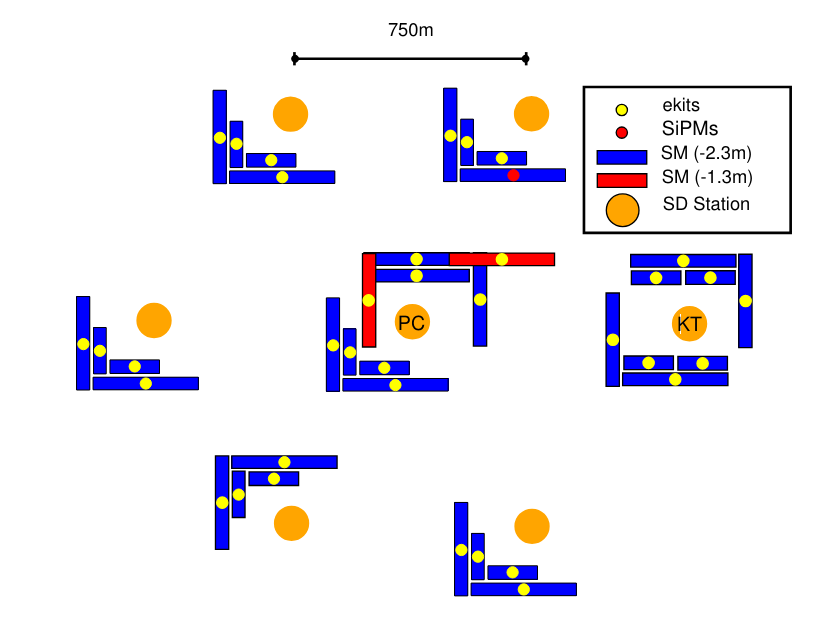 750m
ekits
SiPMs
SM (-2.3m)
SM (-1.3m)
SD Station
PC
KT